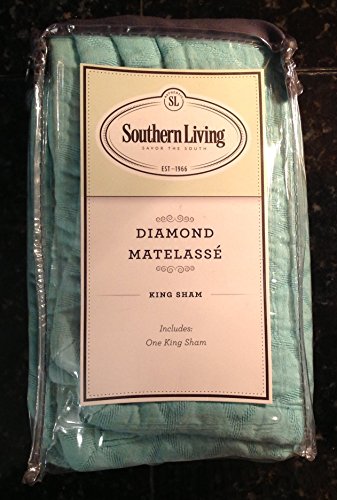 SL
Southern Living
SAVOR THE SOUTH
EST—1966
DIAMOND
MATELASSÉ
KING SHAM
Includes:
One King Sham